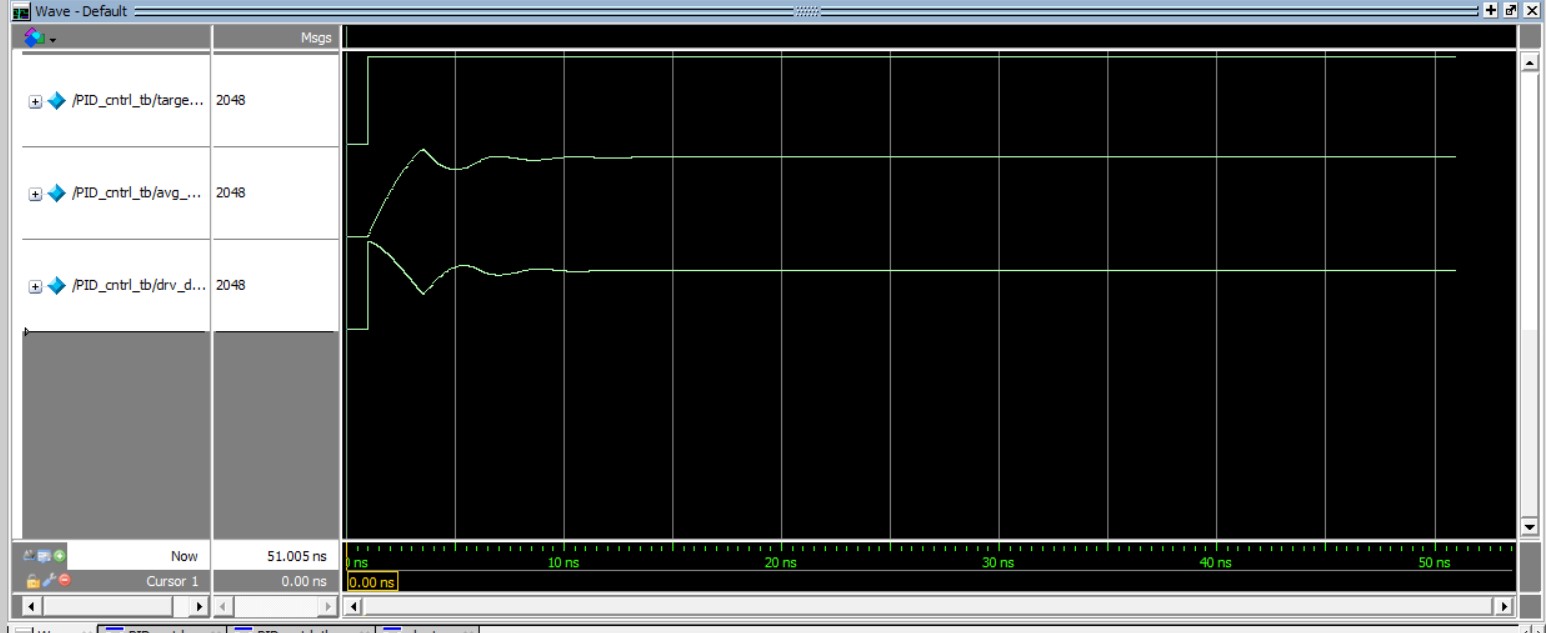 Wave - Default
Msgs
/PID_cntrl_tb/targe... 2048
/PID_cntrl_tb/avg_... 2048
/PID_cntrl_tb/drv_d... 2048
Now 51.005 ns
ns 10 ns 20 ns 30 ns 40 ns 50 ns
Cursor 1 0.00 ns 0.00 ns